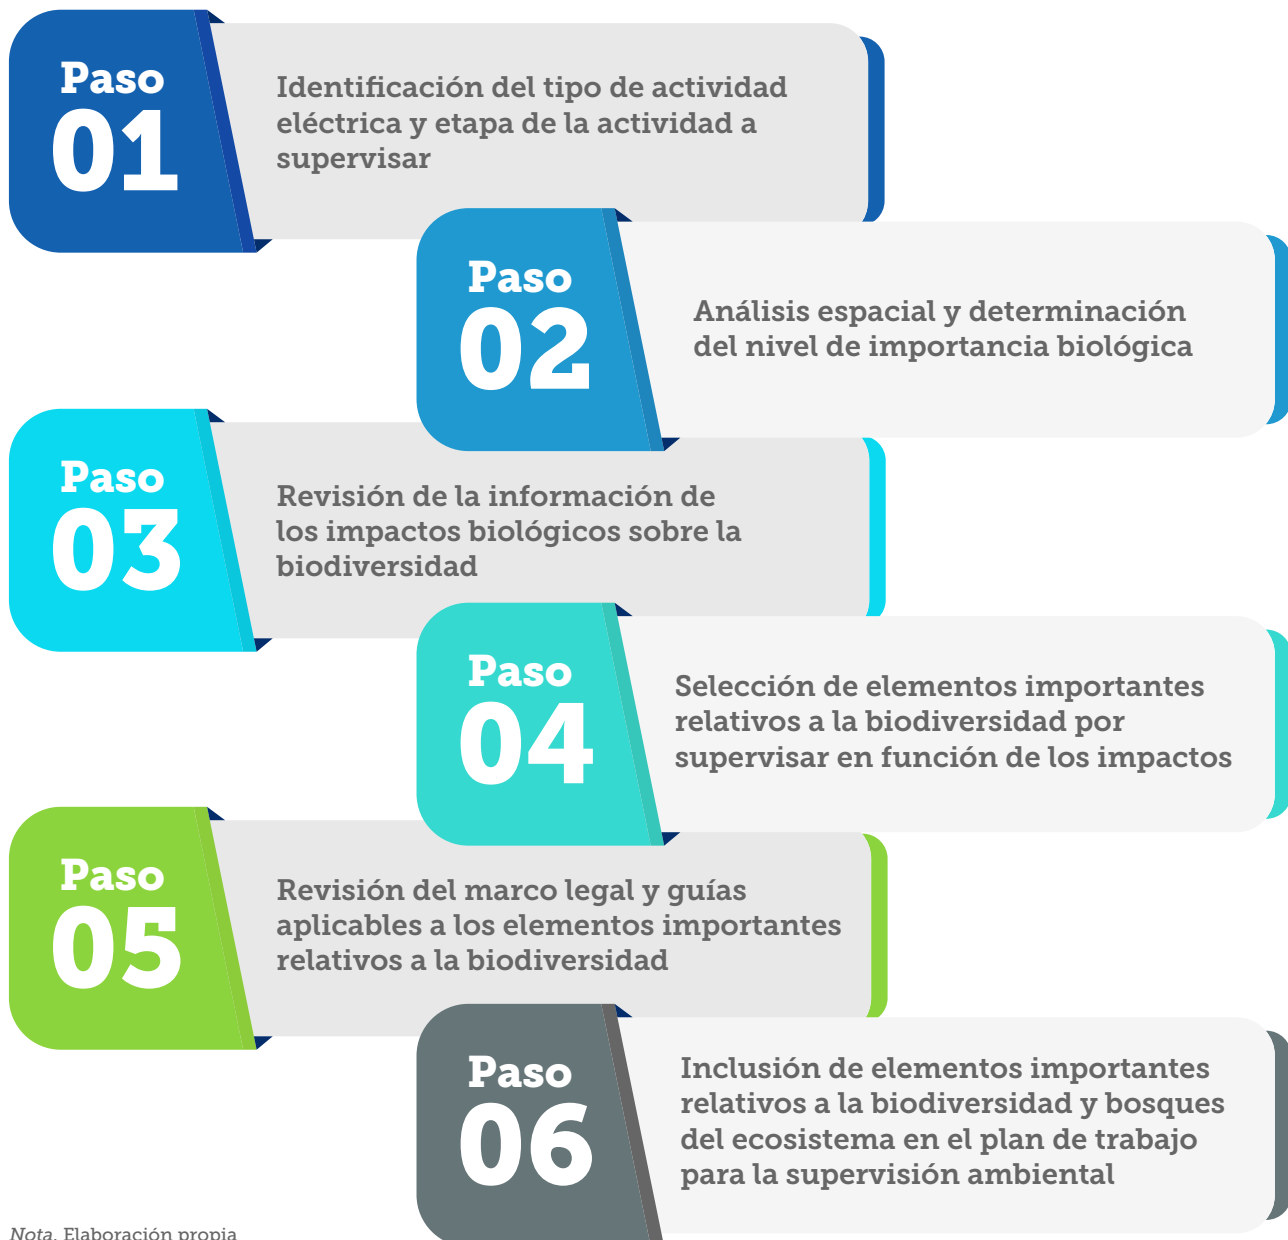 Paso
01
Identificación del tipo de actividad
eléctrica y etapa de la actividad a
supervisar
Paso
02
Análisis espacial y determinación
del nivel de importancia biológica
Paso
03
Revisión de la información de
los impactos biológicos sobre la
biodiversidad
Paso
04
Selección de elementos importantes
relativos a la biodiversidad por
supervisar en función de los impactos
Paso
05
Revisión del marco legal y guías
aplicables a los elementos importantes
relativos a la biodiversidad
Paso
06
Inclusión de elementos importantes
relativos a la biodiversidad y bosques
del ecosistema en el plan de trabajo
para la supervisión ambiental
Nota. Elaboración propia